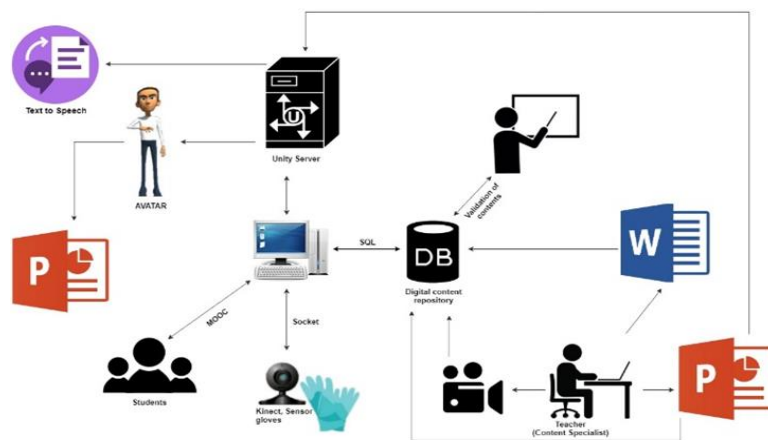 Text to Speech
U
Unity Server
AVATAR
Validation of
contents
P
W
SQL
DB
Digital content
repository
MOOC
Socket
Students
Kinect, Sensor
gloves
Teacher
(Content Specialist)
P